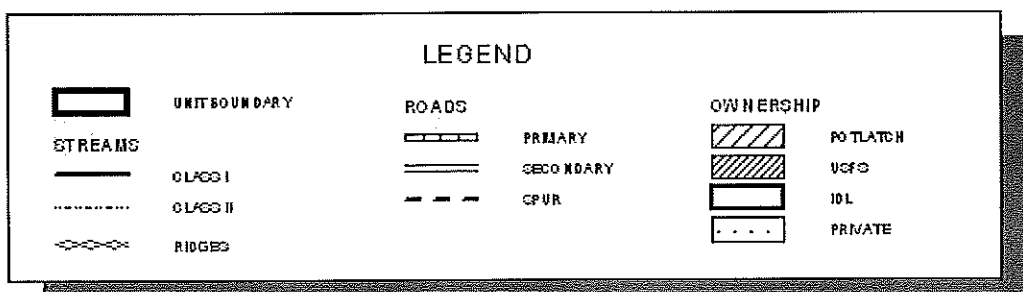 LEGEND
UNIT BOUNDARY
STREAMS
CLASS I
CLASS II
RIDGES
ROADS
PRIMARY
SECONDARY
SPUR
OWNERSHIP
POTLATCH
USFS
IDL
PRIVATE